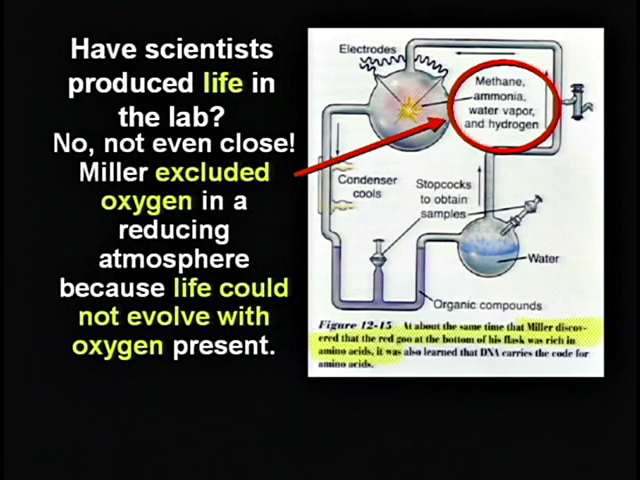 Have scientists
produced life in
the lab?
No, not even close!
Miller excluded
oxygen in a
reducing
atmosphere
because life could
not evolve with
oxygen present.
Electrodes
Methane,
ammonia,
water vapor,
and hydrogen
Condenser
cools
Stopcocks
to obtain
samples
Water
Organic compounds
Figure 12-15 At about the same time that Miller discov-
ered that the red goo at the bottom of his flask was rich in
amino acids, it was also learned that DNA carries the code for
amino acids.